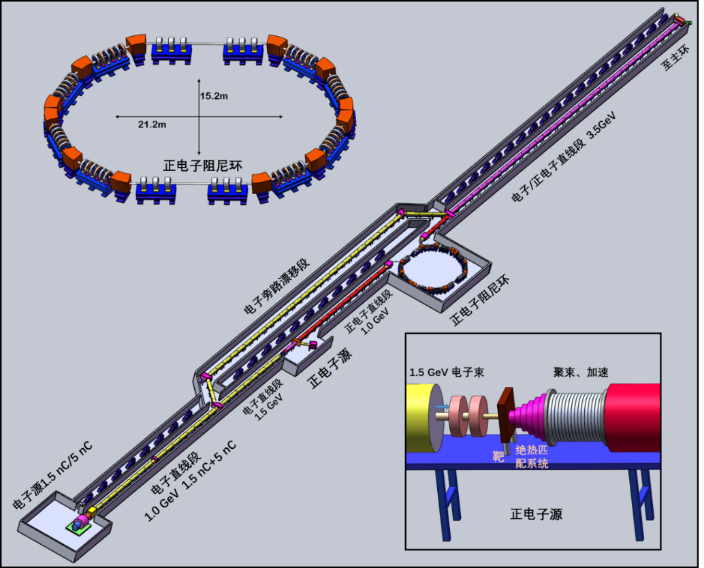 15.2m
21.2m
正电子阻尼环
至主环
电子/正电子直线段 3.5GeV
电子旁路漂移段
正电子直线段
1.0 GeV
正电子阻尼环
正电子源
电子直线段
1.5 GeV
电子直线段
1.0 GeV 1.5 nC+5 nC
电子源1.5 nC/5 nC
1.5 GeV 电子束
聚束、加速
靶
绝热匹
配系统
正电子源